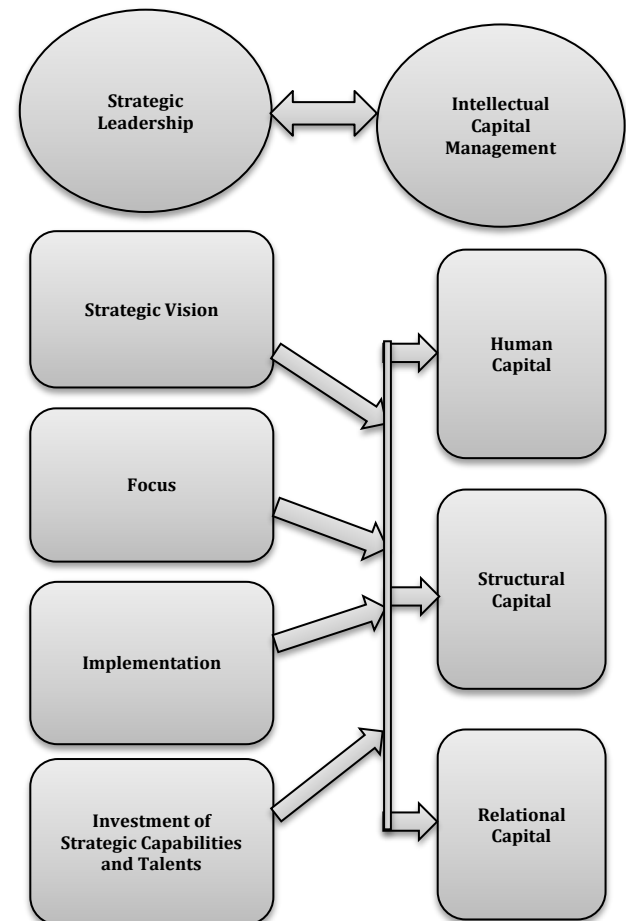 Strategic
Leadership
Intellectual
Capital
Management
Strategic Vision
Focus
Implementation
Investment of
Strategic Capabilities
and Talents
Human
Capital
Structural
Capital
Relational
Capital